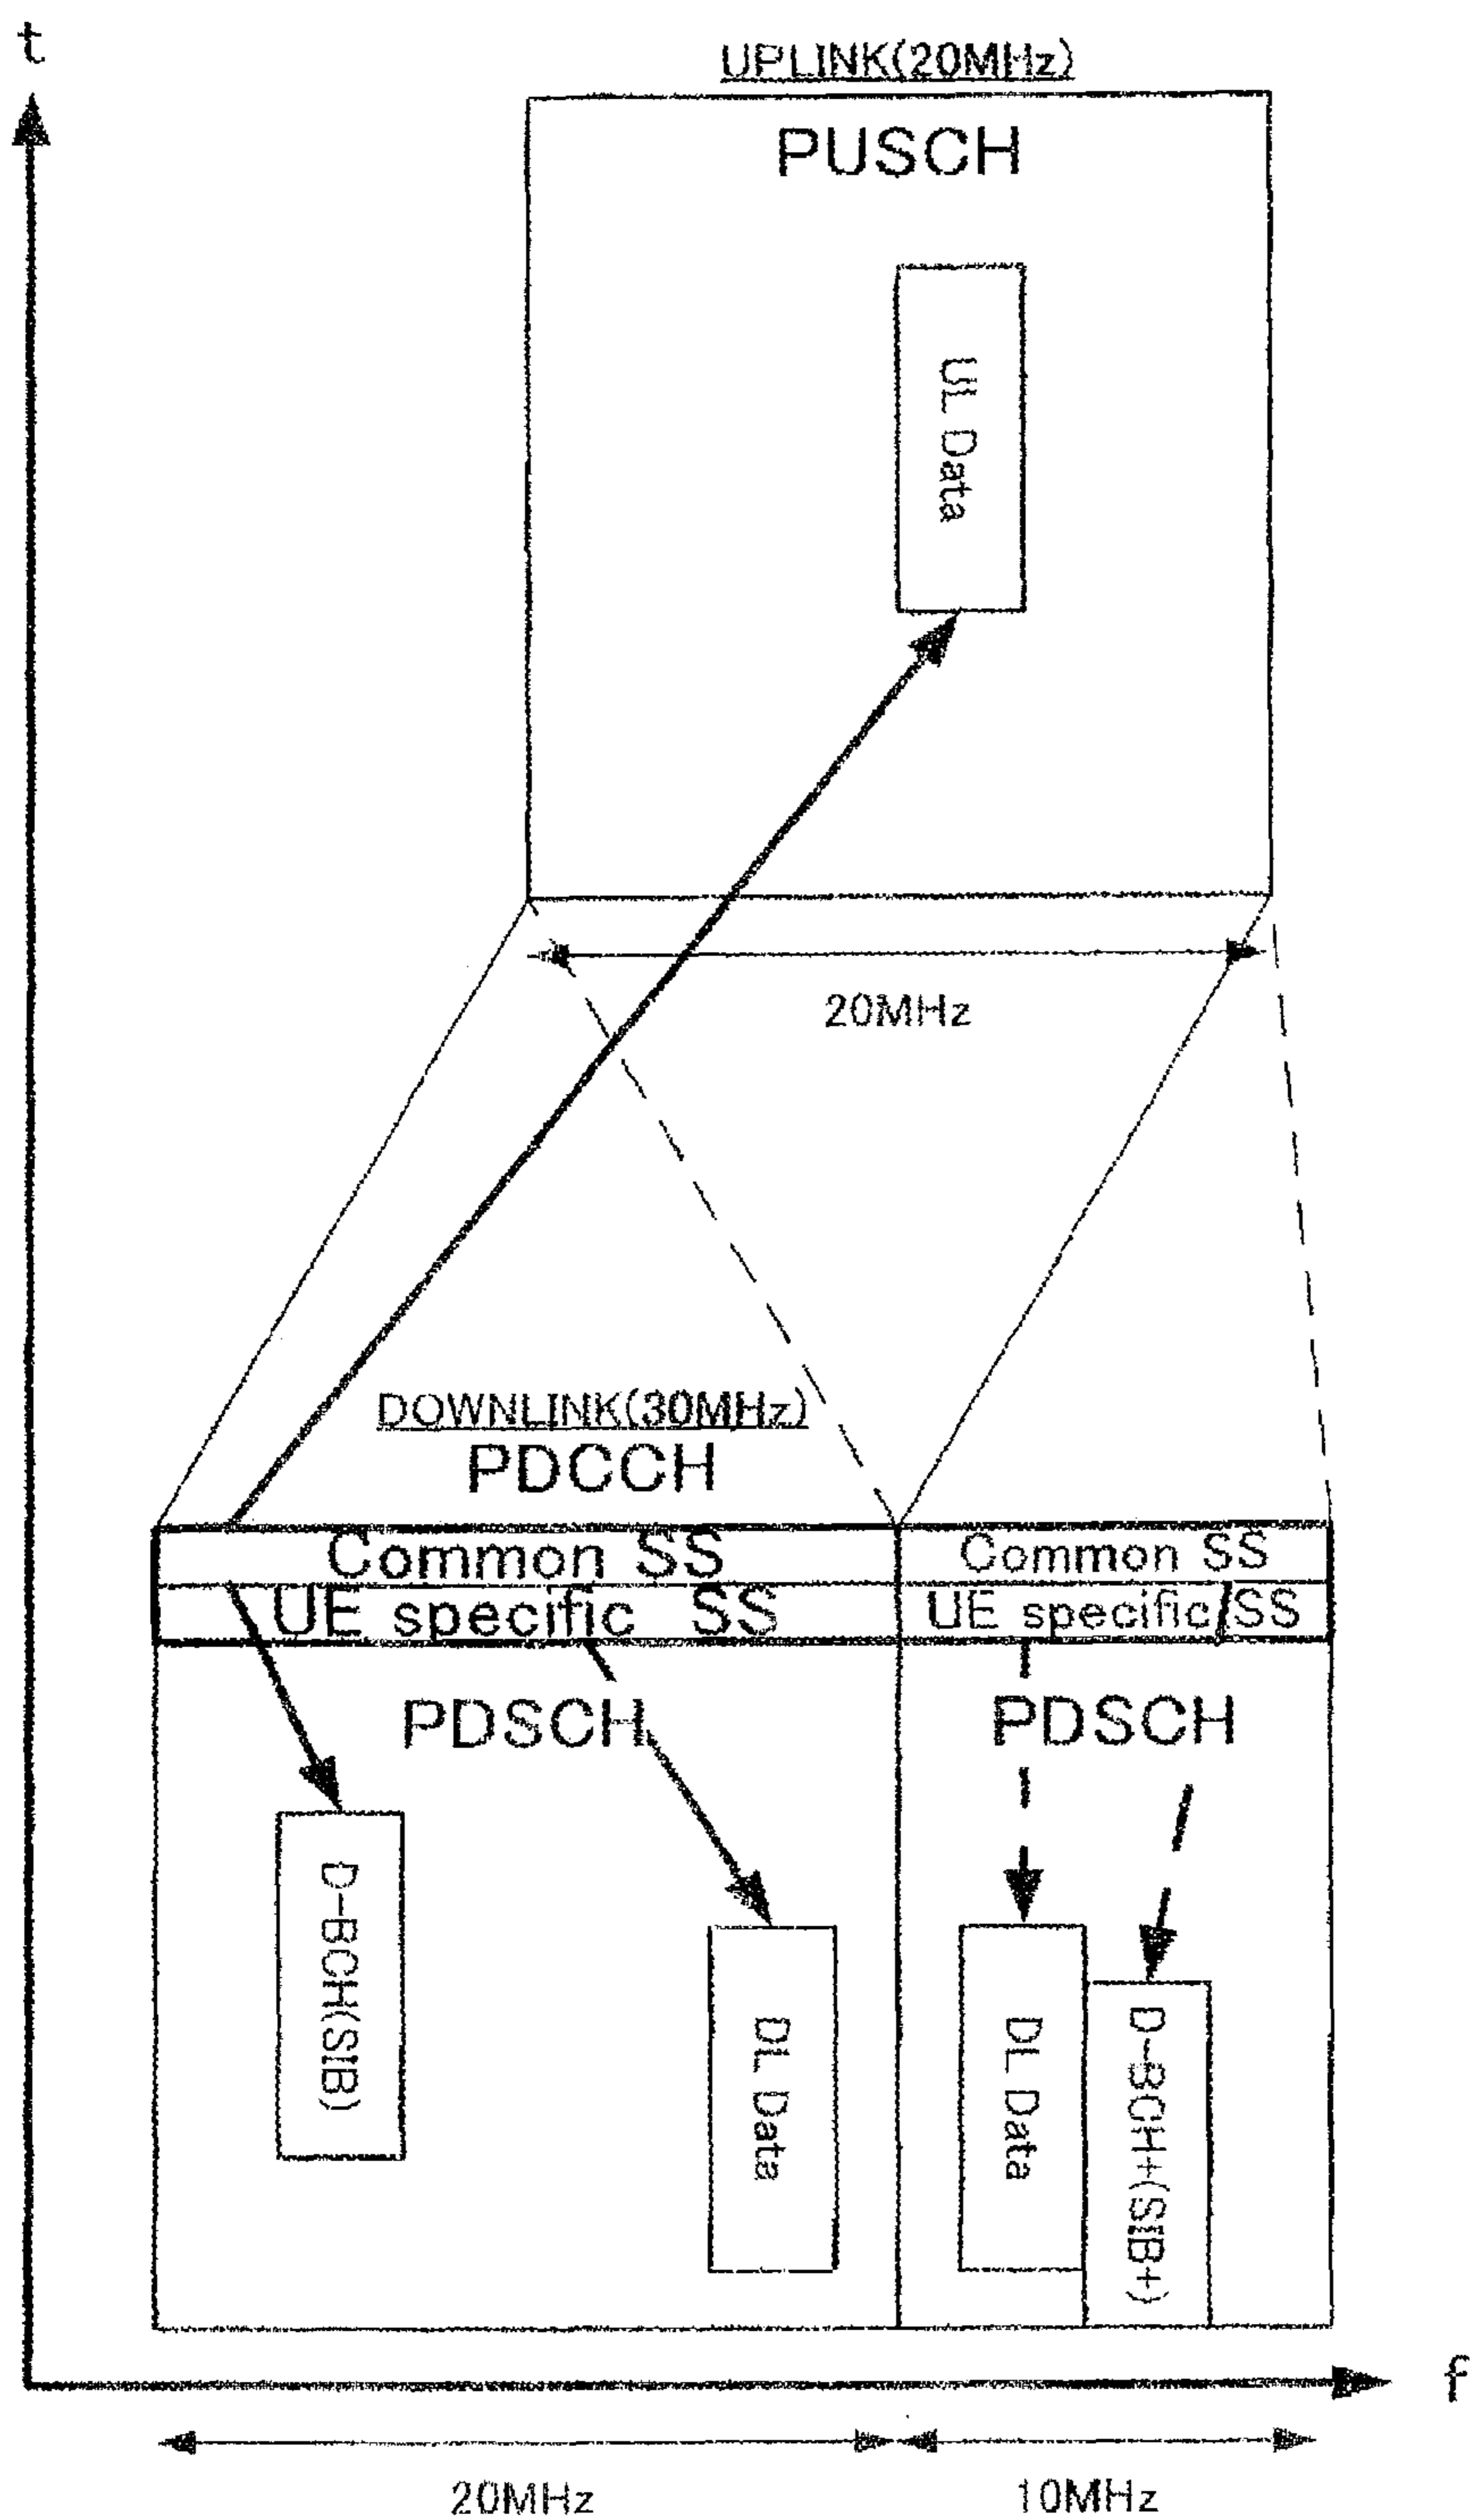 t
UPLINK(20MHz)
PUSCH
UL Data
20MHz
DOWNLINK(30MHz)
PDCCH
Common SS
Common SS
UE specific SS
UE specific SS
PDSCH
PDSCH
D-BCH(SIB)
DL Data
DL Data
D-BCH+(SIB+)
f
20MHz
10MHz